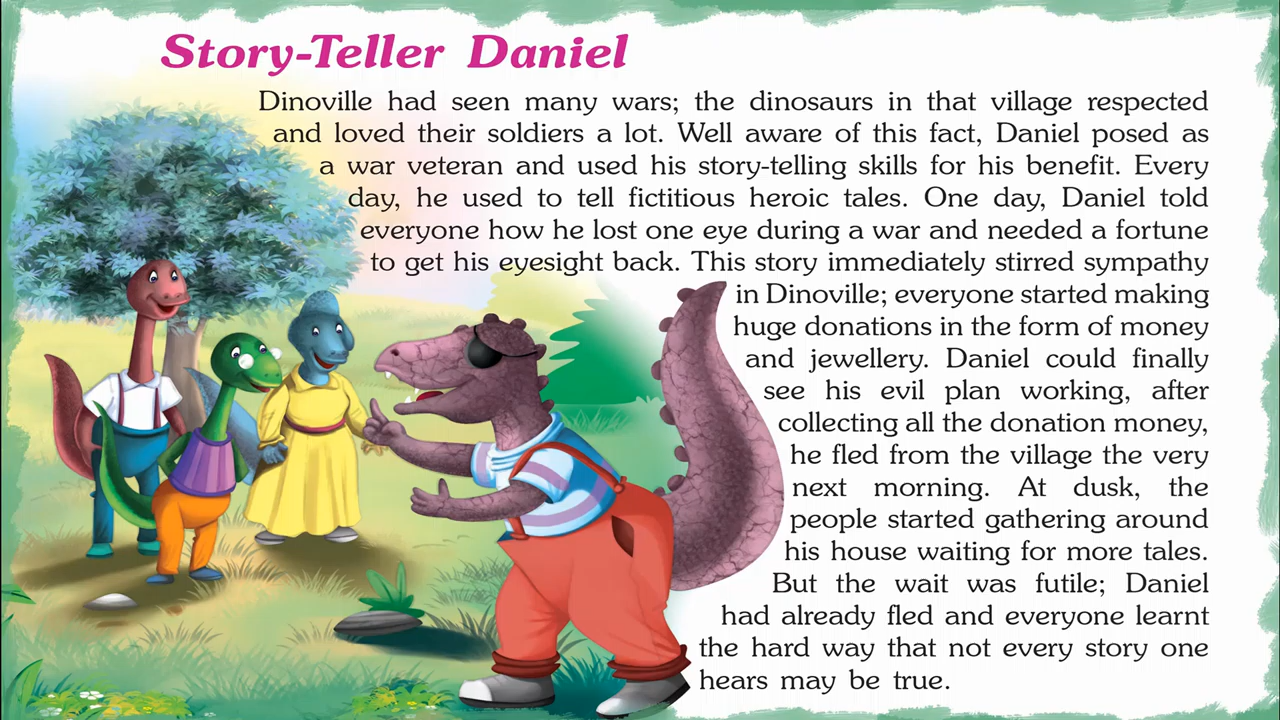 Story-Teller Daniel
Dinoville had seen many wars; the dinosaurs in that village respected
and loved their soldiers a lot. Well aware of this fact, Daniel posed as
a war veteran and used his story-telling skills for his benefit. Every
day, he used to tell fictitious heroic tales. One day, Daniel told
everyone how he lost one eye during a war and needed a fortune
to get his eyesight back. This story immediately stirred sympathy
in Dinoville; everyone started making
huge donations in the form of money
and jewellery. Daniel could finally
see his evil plan working, after
collecting all the donation money,
he fled from the village the very
next morning. At dusk, the
people started gathering around
his house waiting for more tales.
But the wait was futile; Daniel
had already fled and everyone learnt
the hard way that not every story one
hears may be true.